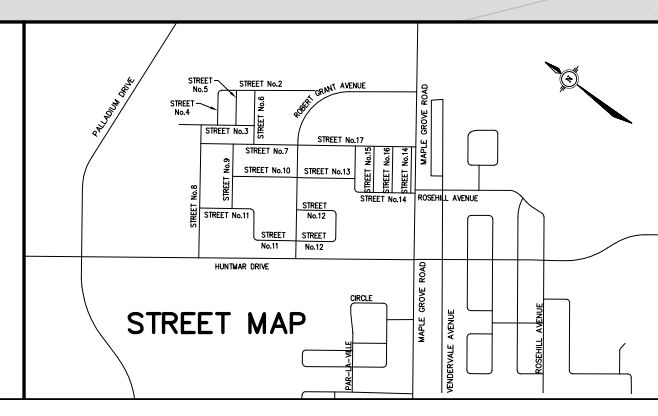 PALLADIUM DRIVE
STREET
No.5
STREET No.2
STREET
No.4
STREET No.6
ROBERT GRANT AVENUE
MAPLE GROVE ROAD
N
STREET No.3
STREET No.17
STREET No.7
STREET No.8
STREET No.9
STREET No.10
STREET No.13
STREET No.15
STREET No.16
STREET No.14
STREET No.14
ROSEHILL AVENUE
STREET No.11
STREET
No.12
STREET
No.11
STREET
No.12
HUNTMAR DRIVE
STREET MAP
CIRCLE
PAR-LA-VILLE
MAPLE GROVE ROAD
VENDERVALE AVENUE
ROSEHILL AVENUE